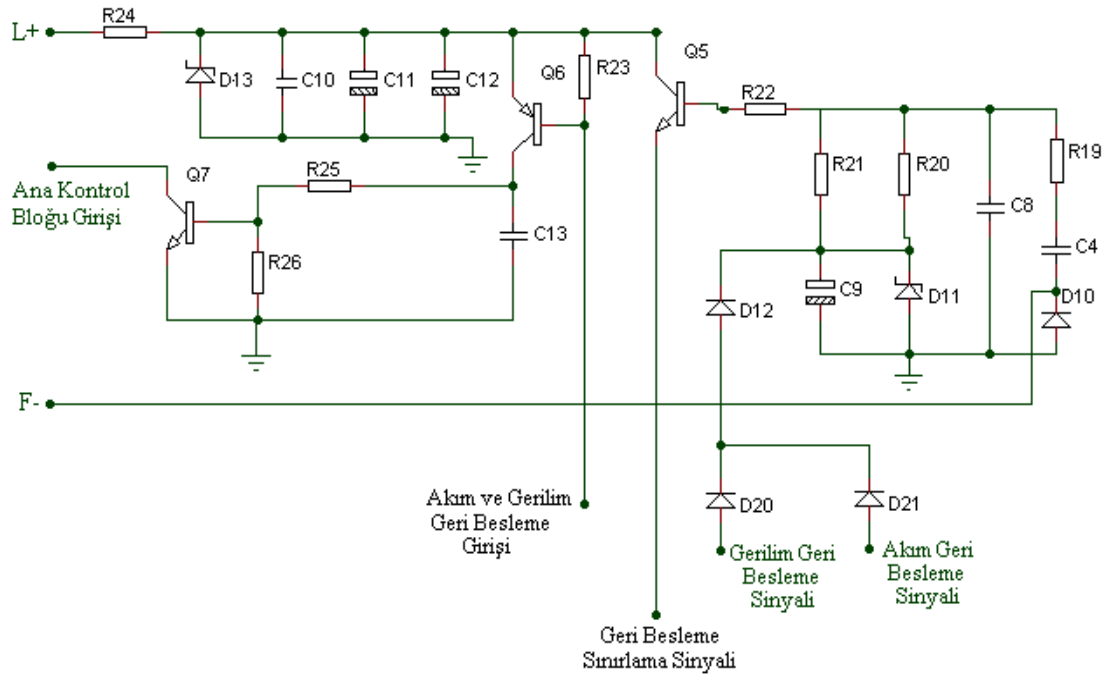 R24
L+
Q5
Q6
R23
D13
C10
C11
C12
R22
R21
R20
R19
C8
Q7
R25
Ana Kontrol
Bloğu Girişi
C13
C4
R26
C9
D11
D10
D12
F-
Akım ve Gerilim
Geri Besleme
Girişi
D20
D21
Gerilim Geri
Besleme
Sinyali
Akım Geri
Besleme
Sinyali
Geri Besleme
Sınırlama Sinyali